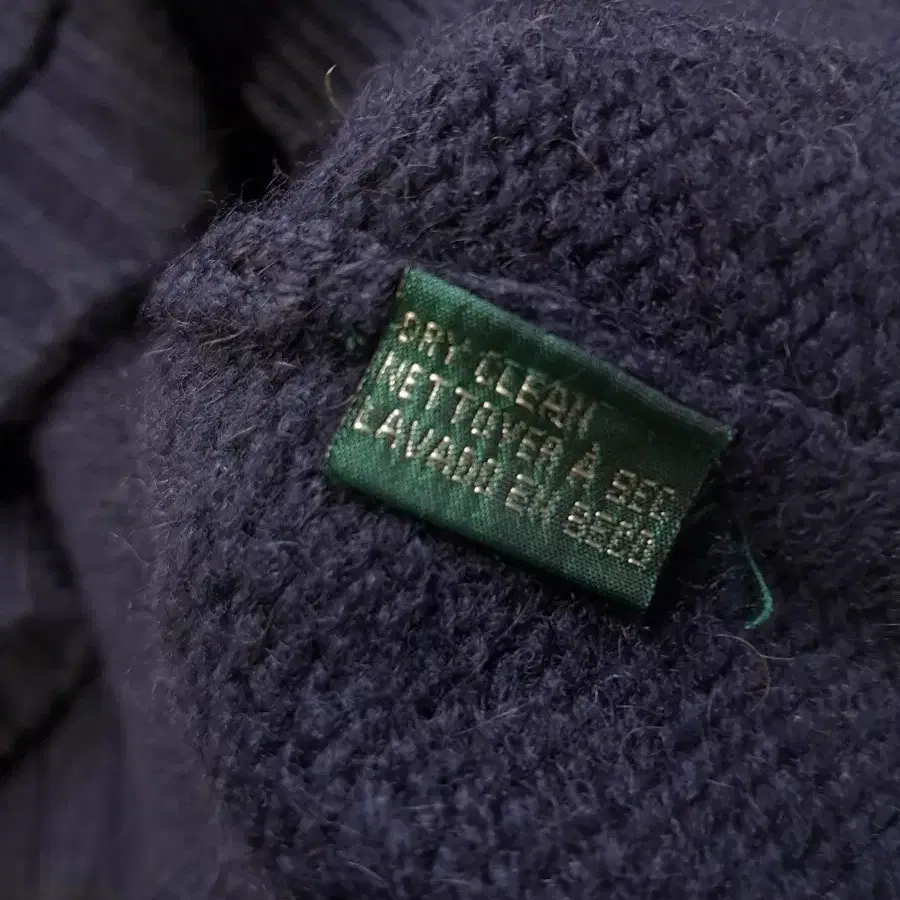 DRY-CLEAN
NETTOYER À SEC
LAVADO EN SECO